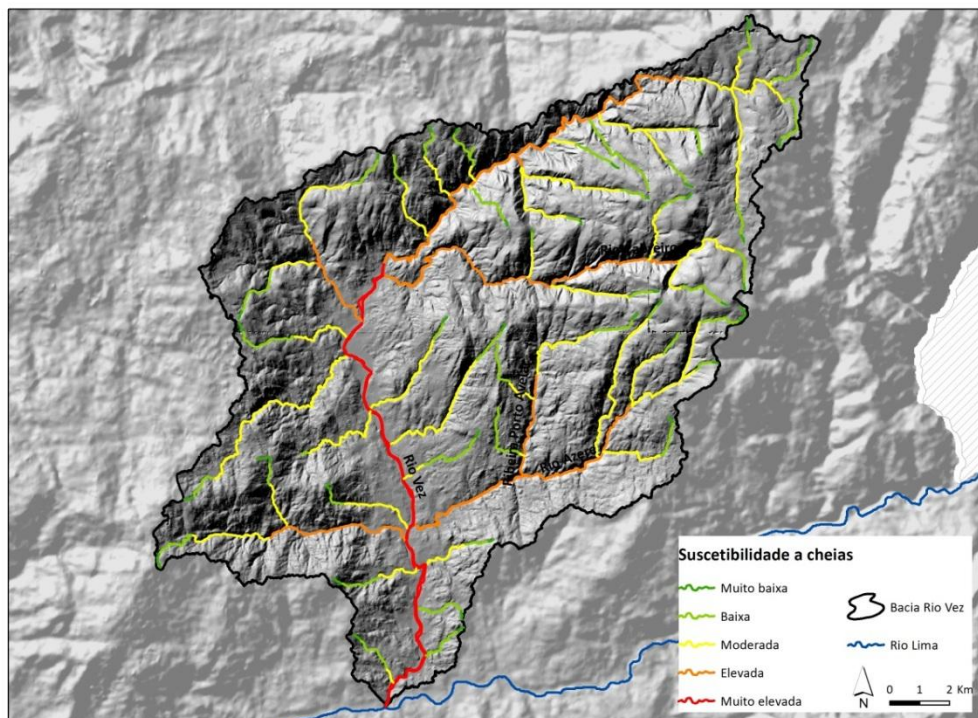 Rio Vez
Rio Azere
Suscetibilidade a cheias
Muito baixa
Baixa
Moderada
Elevada
Muito elevada
Bacia Rio Vez
Rio Lima
N
0 1 2 Km